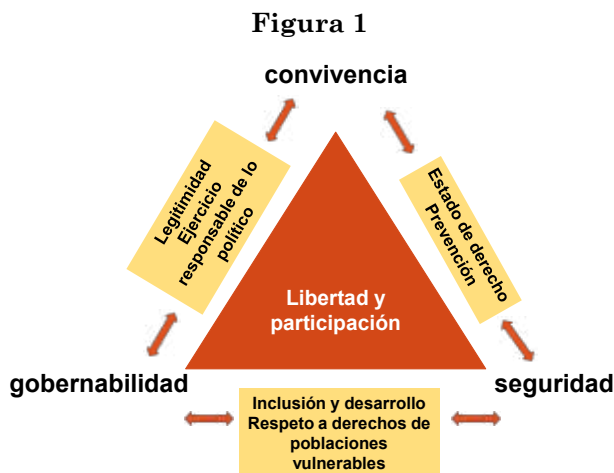 Figura 1
convivencia
Legitimidad
Ejercicio
responsable de lo
político
Estado de derecho
Prevención
Libertad y
participación
gobernabilidad
seguridad
Inclusión y desarrollo
Respeto a derechos de
poblaciones
vulnerables